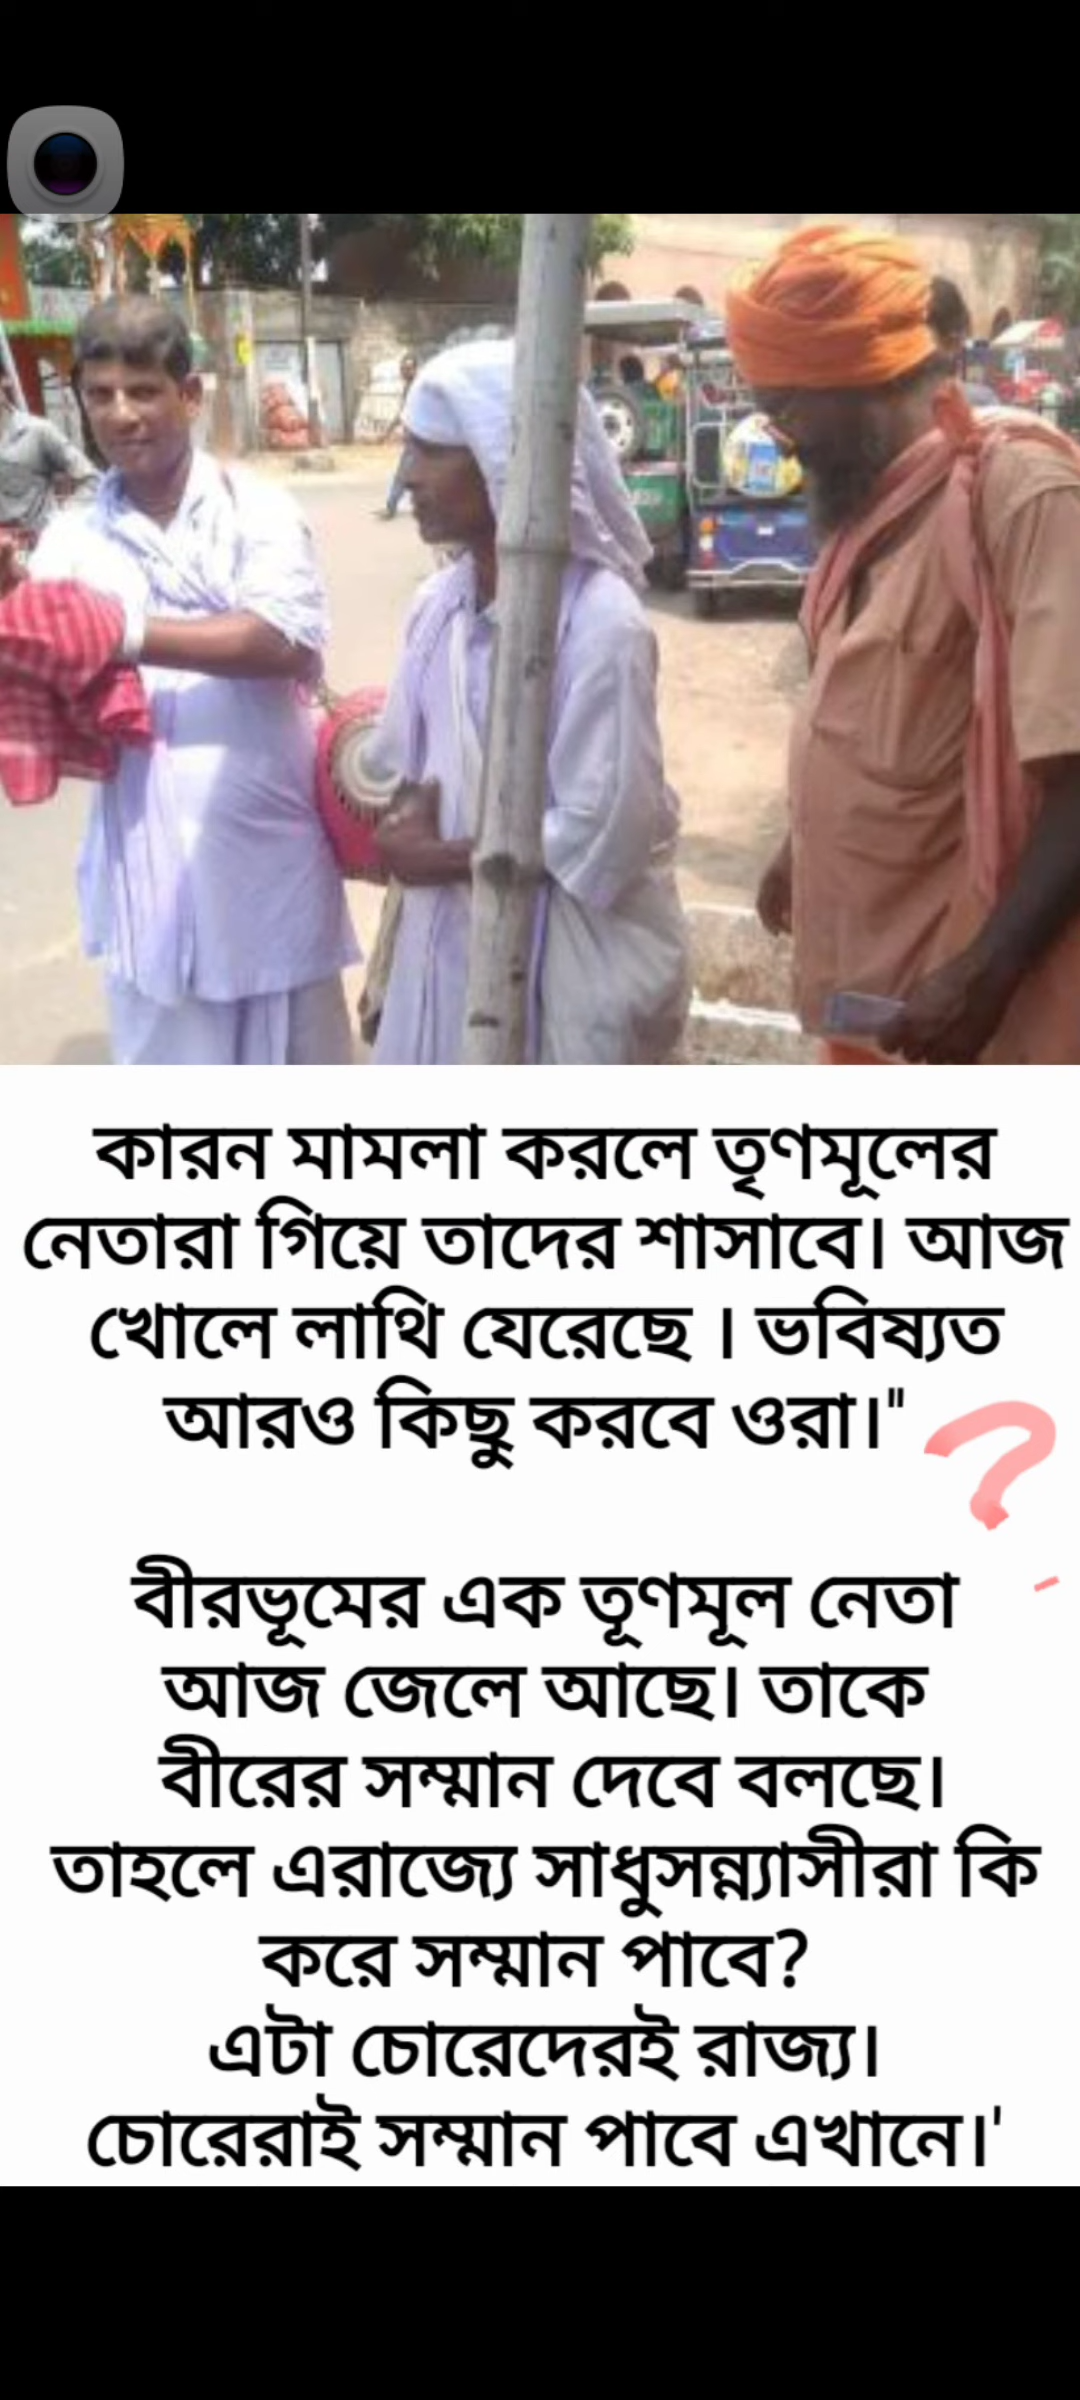 কারন মামলা করলে তৃণমূলের
নেতারা গিয়ে তাদের শাসাবে। আজ
খোলে লাথি যেরেছে । ভবিষ্যত
আরও কিছু করবে ওরা।"
?
বীরভূমের এক তূণমূল নেতা
আজ জেলে আছে। তাকে
বীরের সম্মান দেবে বলছে।
তাহলে এরাজ্যে সাধুসন্ন্যাসীরা কি
করে সম্মান পাবে?
এটা চোরেদেরই রাজ্য।
চোরেরাই সম্মান পাবে এখানে।'